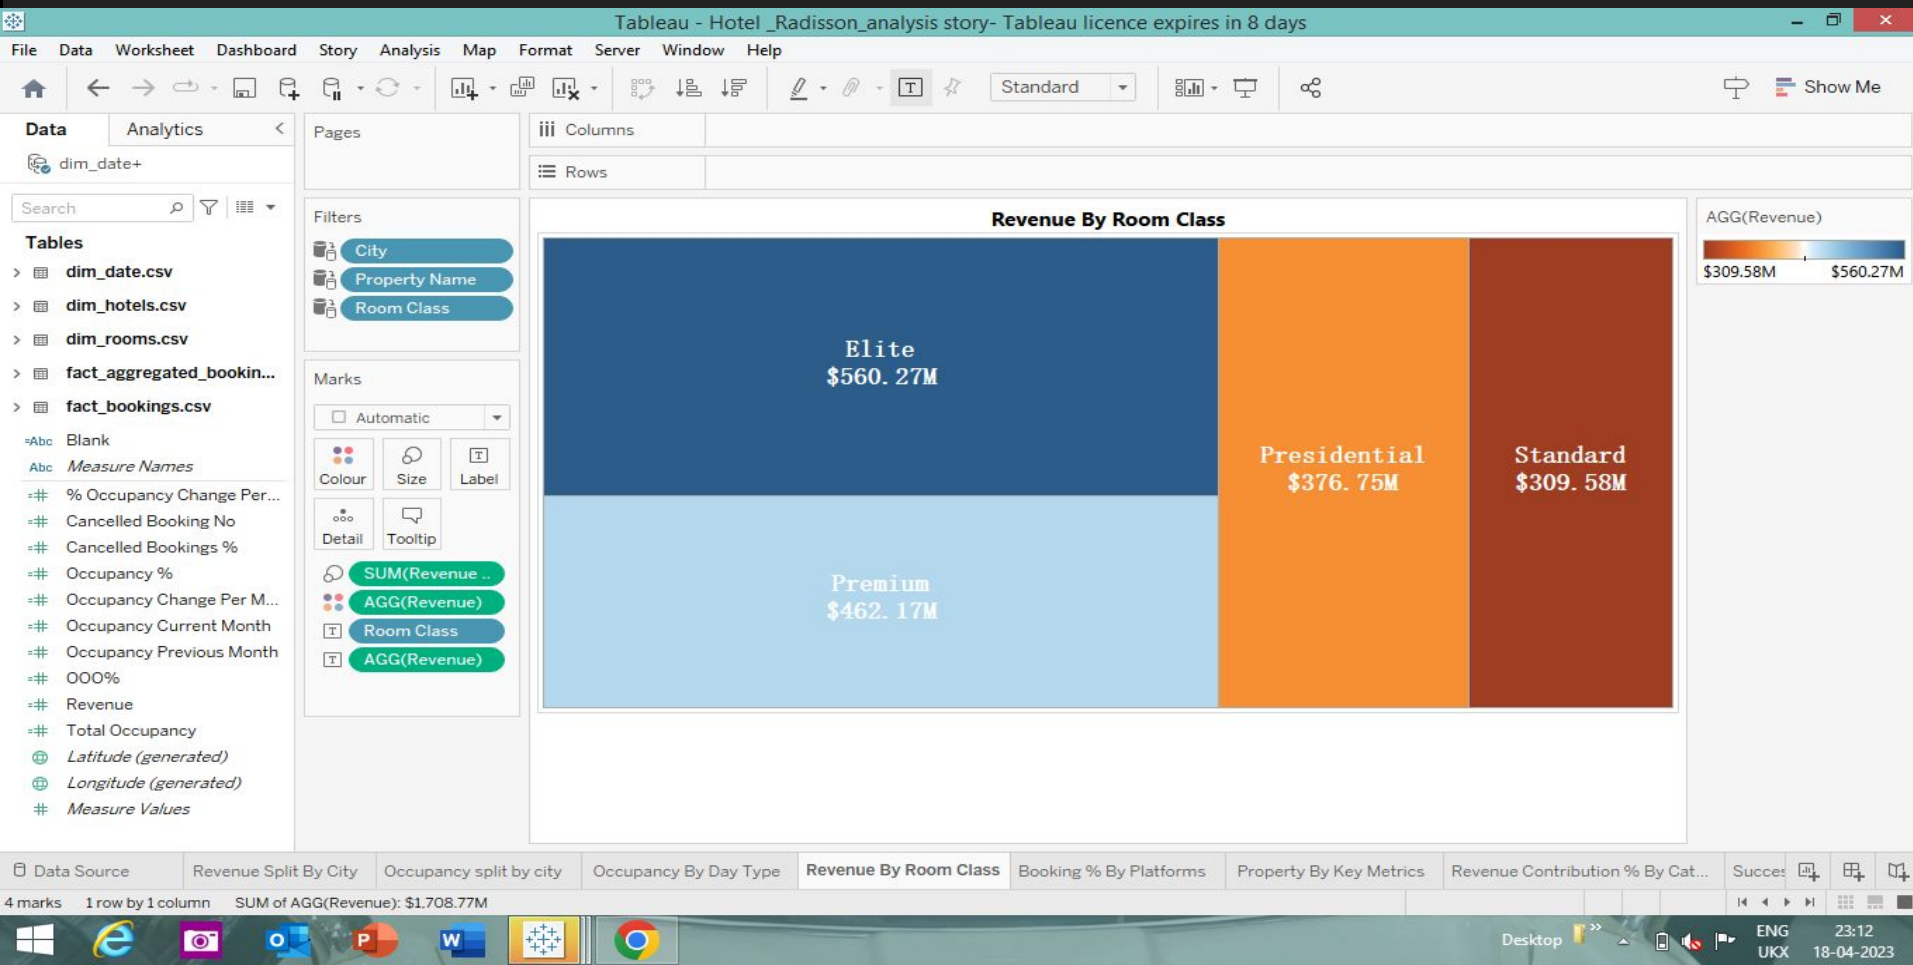 Tableau - Hotel _Radisson_analysis story- Tableau licence expires in 8 days
File Data Worksheet Dashboard Story Analysis Map Format Server Window Help
Standard
Show Me
Data Analytics
dim_date+
Search
Tables
dim_date.csv
dim_hotels.csv
dim_rooms.csv
fact_aggregated_bookin...
fact_bookings.csv
=Abc Blank
Abc Measure Names
=# % Occupancy Change Per...
=# Cancelled Booking No
=# Cancelled Bookings %
=# Occupancy %
=# Occupancy Change Per M...
=# Occupancy Current Month
=# Occupancy Previous Month
=# OOO%
=# Revenue
=# Total Occupancy
Latitude (generated)
Longitude (generated)
# Measure Values
Pages
Filters
City
Property Name
Room Class
Marks
Automatic
Colour Size Label
Detail Tooltip
SUM(Revenue ..
AGG(Revenue)
Room Class
AGG(Revenue)
Columns
Rows
Revenue By Room Class
Elite
$560.27M
Premium
$462.17M
Presidential
$376.75M
Standard
$309.58M
AGG(Revenue)
$309.58M $560.27M
Data Source Revenue Split By City Occupancy split by city Occupancy By Day Type Revenue By Room Class Booking % By Platforms Property By Key Metrics Revenue Contribution % By Cat... Succes
4 marks 1 row by 1 column SUM of AGG(Revenue): $1,708.77M
Desktop
ENG
UKX
23:12
18-04-2023